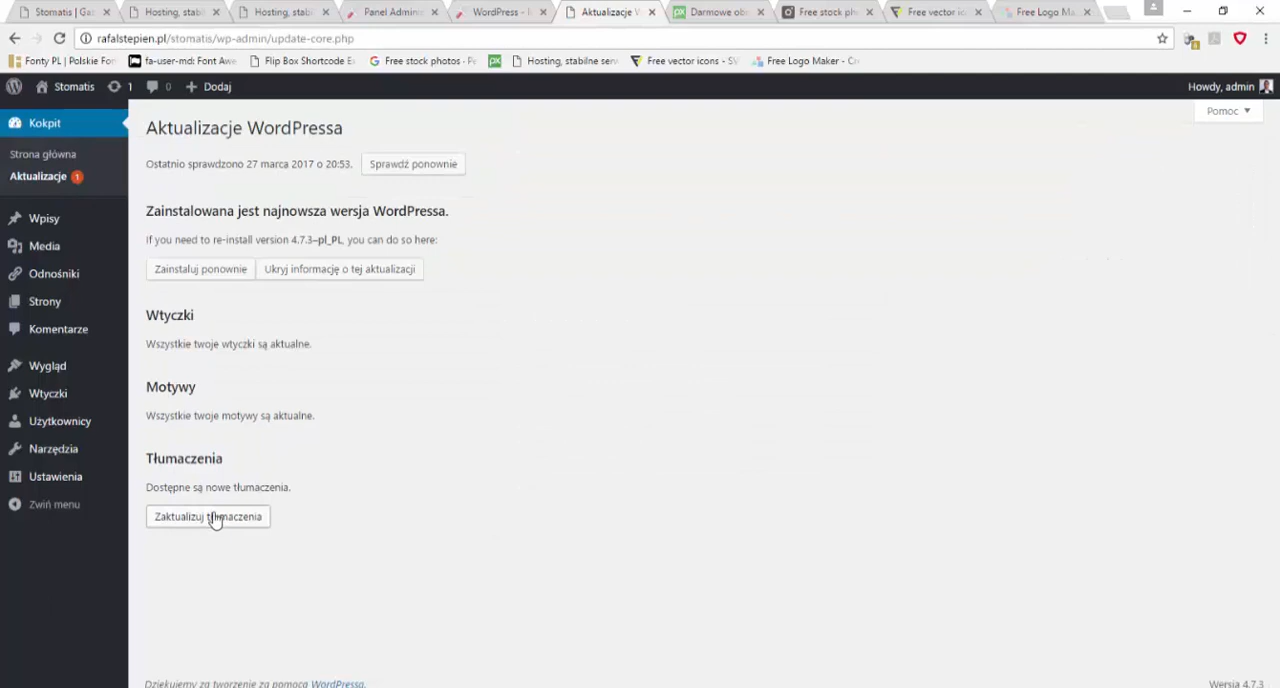 Stomatis | Ga
Hosting, stabi
Hosting, stabi
Panel Admini
WordPress -
Aktualizacje W
Darmowe ob
Free stock ph
Free vector ic
Free Logo Ma
rafalstepien.pl/stomatis/wp-admin/update-core.php
Fonty PL | Polskie Fon
fa-user-md: Font Awe
Flip Box Shortcode E
Free stock photos · Pe
Hosting, stabilne serw
Free vector icons - SV
Free Logo Maker - Cr
Stomatis
1
0
Dodaj
Howdy, admin
Kokpit
Strona główna
Aktualizacje 1
Wpisy
Media
Odnośniki
Strony
Komentarze
Wygląd
Wtyczki
Użytkownicy
Narzędzia
Ustawienia
Zwiń menu
Pomoc
Aktualizacje WordPressa
Ostatnio sprawdzono 27 marca 2017 o 20:53.
Sprawdź ponownie
Zainstalowana jest najnowsza wersja WordPressa.
If you need to re-install version 4.7.3–pl_PL, you can do so here:
Zainstaluj ponownie
Ukryj informację o tej aktualizacji
Wtyczki
Wszystkie twoje wtyczki są aktualne.
Motywy
Wszystkie twoje motywy są aktualne.
Tłumaczenia
Dostępne są nowe tłumaczenia.
Zaktualizuj tłumaczenia
Dziękujemy za tworzenie za pomocą WordPressa.
Wersja 4.7.3